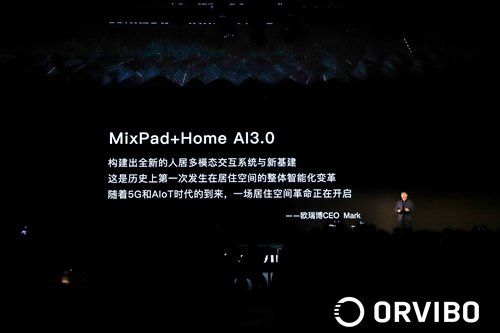 MixPad+Home AI3.0
构建出全新的人居多模态交互系统与新基建
这是历史上第一次发生在居住空间的整体智能化变革
随着5G和AIoT时代的到来，一场居住空间革命正在开启
——欧瑞博CEO Mark
ORVIBO